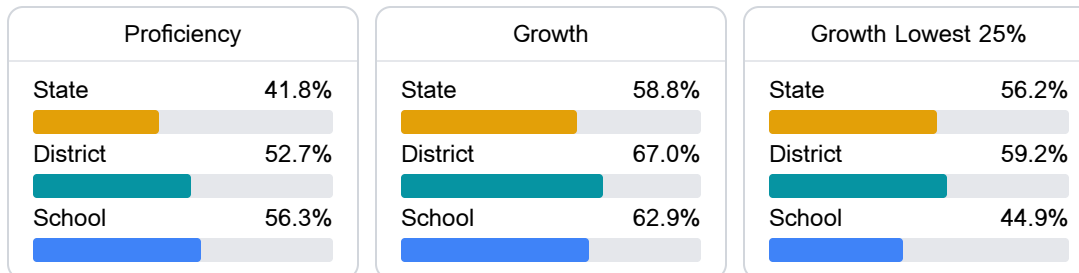 Proficiency
State 41.8%
District 52.7%
School 56.3%
Growth
State 58.8%
District 67.0%
School 62.9%
Growth Lowest 25%
State 56.2%
District 59.2%
School 44.9%